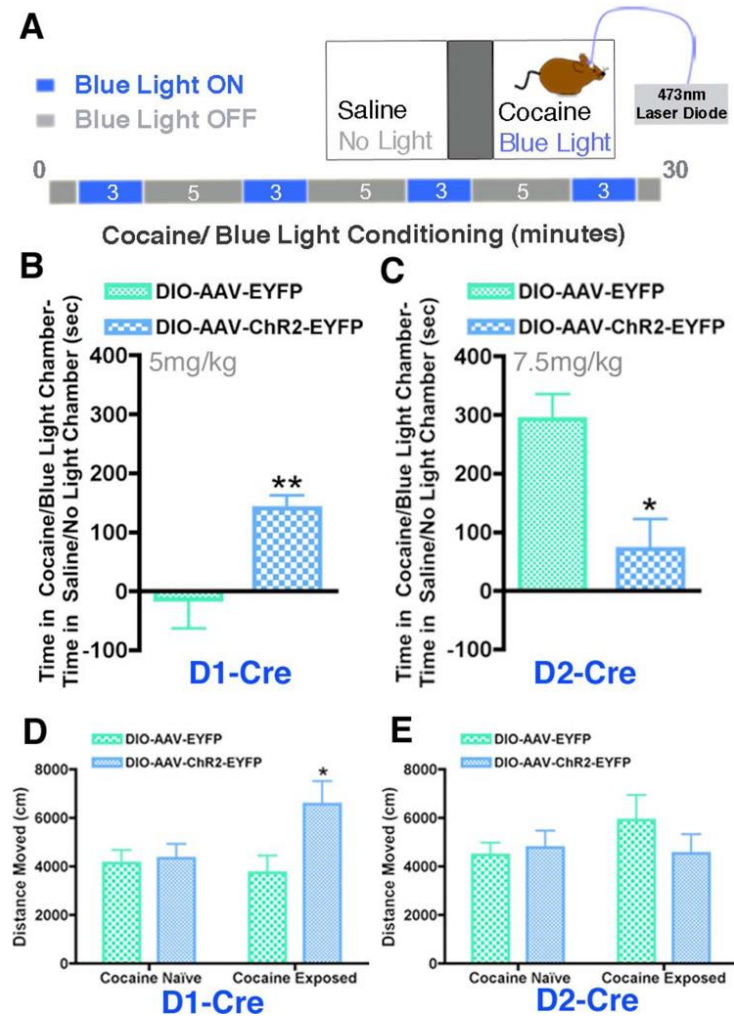 A
Blue Light ON
Blue Light OFF
Saline
No Light
Cocaine
Blue Light
473nm
Laser Diode
0
30
3 5 3 5 3 5 3
Cocaine/ Blue Light Conditioning (minutes)
B
DIO-AAV-EYFP
DIO-AAV-ChR2-EYFP
Time in Cocaine/Blue Light Chamber-
Time in Saline/No Light Chamber (sec)
5mg/kg
400
300
200
100
0
-100
**
D1-Cre
C
DIO-AAV-EYFP
DIO-AAV-ChR2-EYFP
Time in Cocaine/Blue Light Chamber-
Time in Saline/No Light Chamber (sec)
7.5mg/kg
400
300
200
100
0
-100
*
D2-Cre
D
DIO-AAV-EYFP
DIO-AAV-ChR2-EYFP
Distance Moved (cm)
8000
6000
4000
2000
0
*
Cocaine Naïve Cocaine Exposed
D1-Cre
E
DIO-AAV-EYFP
DIO-AAV-ChR2-EYFP
Distance Moved (cm)
8000
6000
4000
2000
0
Cocaine Naïve Cocaine Exposed
D2-Cre